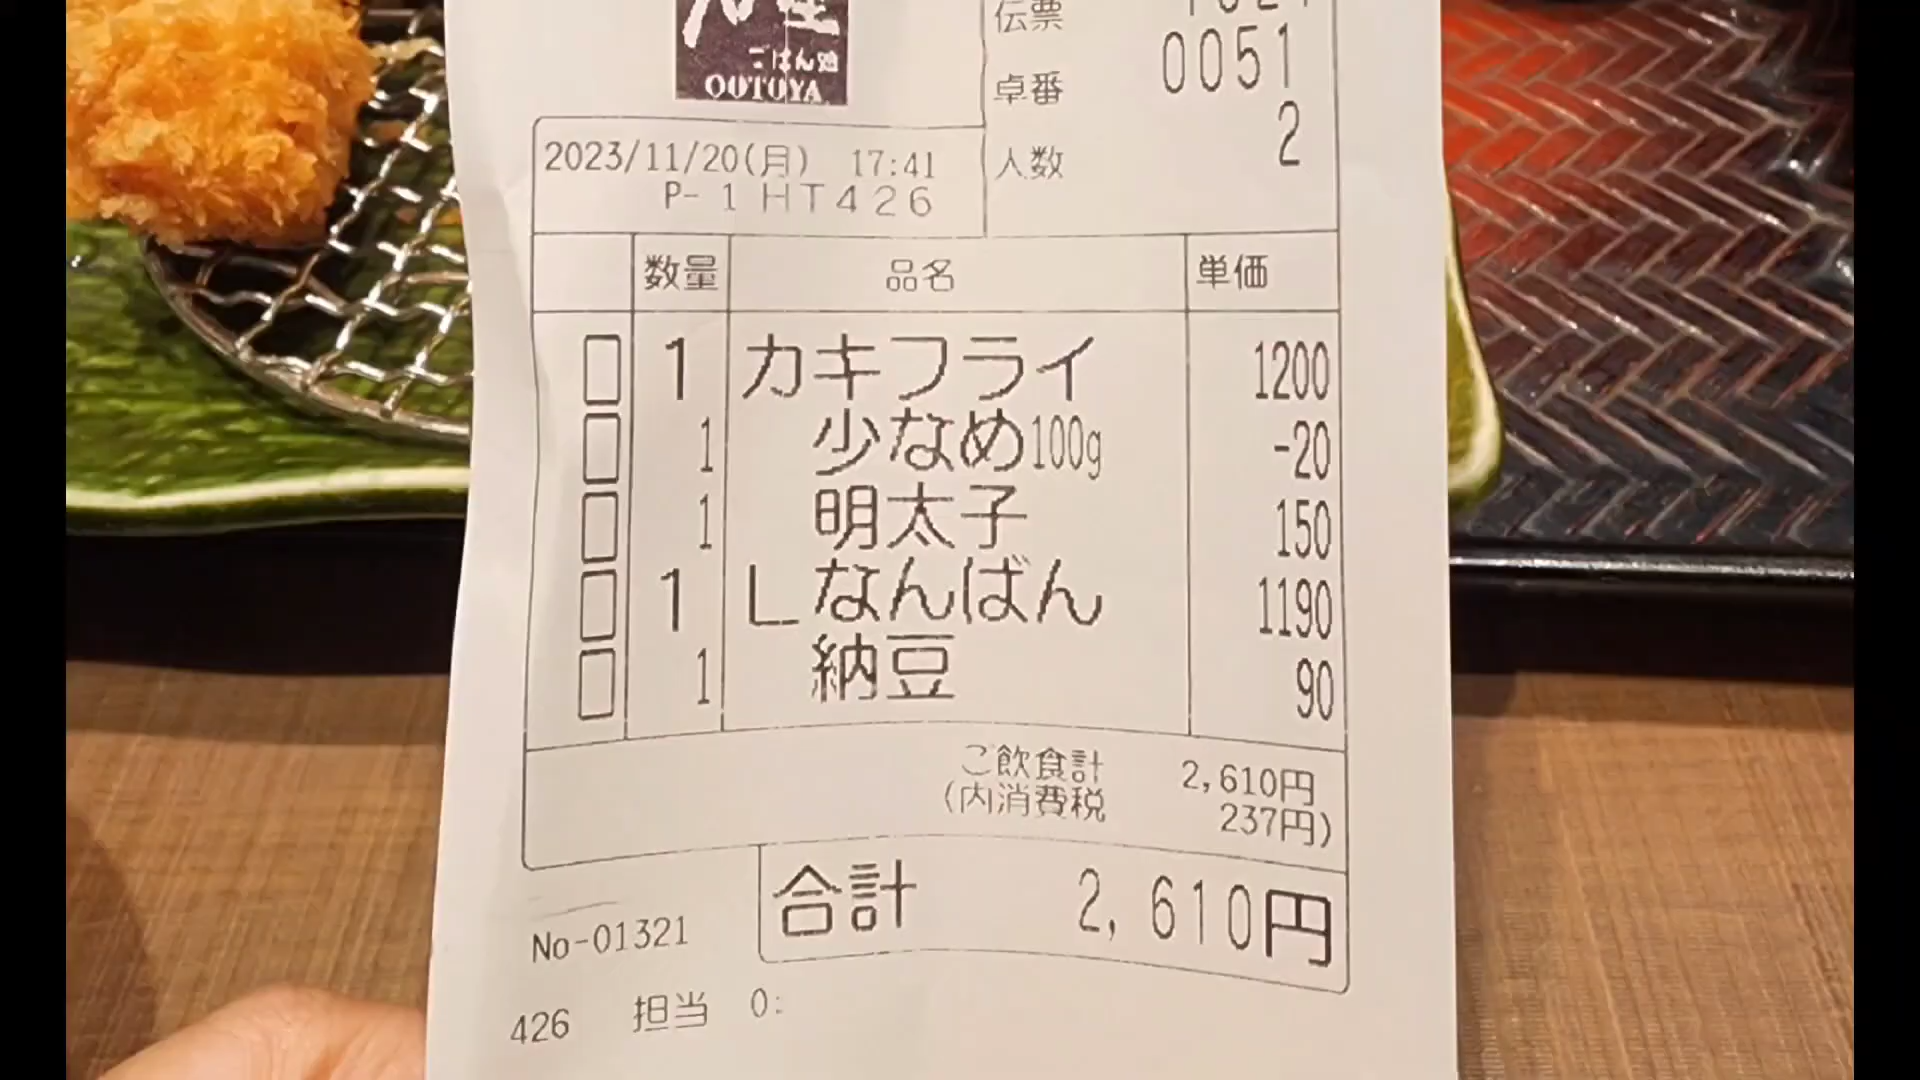 ごはん処
OOTOYA
伝票
卓番 0051
人数 2
2023/11/20(月) 17:41
P- 1 HT426
数量 品名 単価
1 カキフライ 1200
1 少なめ100g -20
1 明太子 150
1 Lなんばん 1190
1 納豆 90
ご飲食計 2,610円
(内消費税 237円)
合計 2,610円
No-01321
426 担当 0: